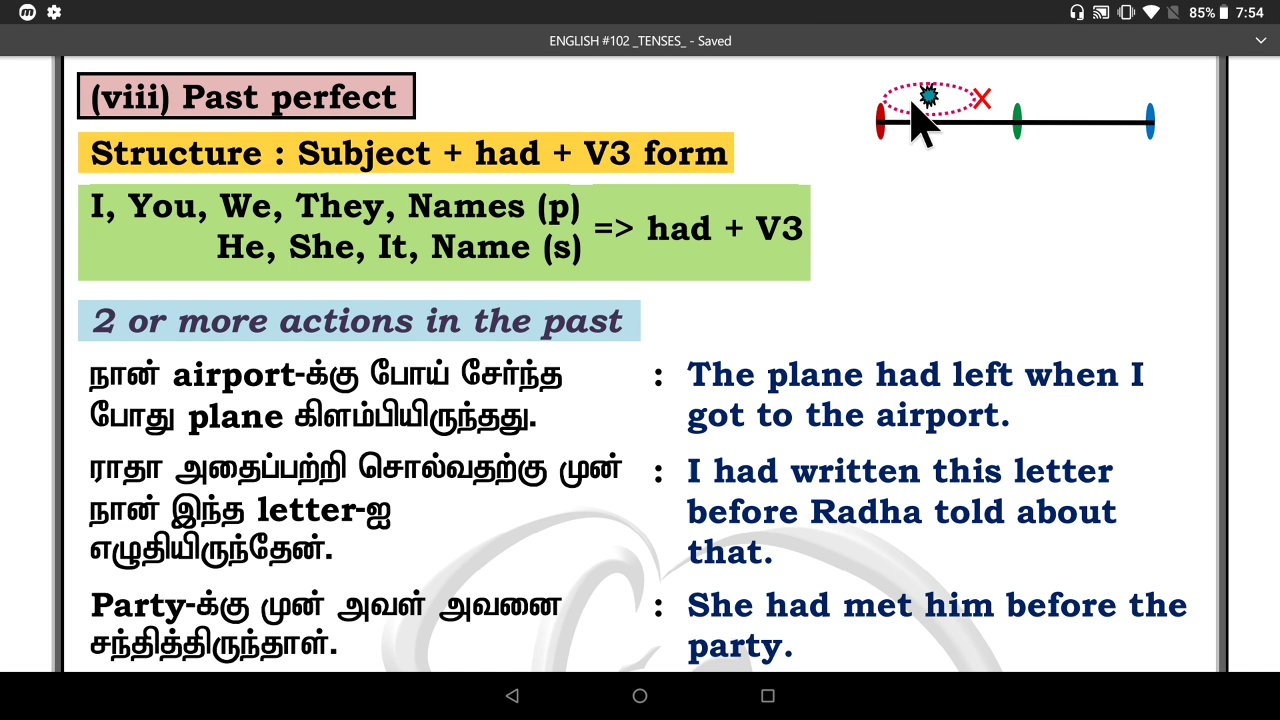 85% 7:54
ENGLISH #102 _TENSES_ - Saved
(viii) Past perfect
Structure : Subject + had + V3 form
I, You, We, They, Names (p)
He, She, It, Name (s)
=> had + V3
2 or more actions in the past
நான் airport-க்கு போய் சேர்ந்த
போது plane கிளம்பியிருந்தது.
: The plane had left when I
got to the airport.
ராதா அதைப்பற்றி சொல்வதற்கு முன்
நான் இந்த letter-ஐ
எழுதியிருந்தேன்.
: I had written this letter
before Radha told about
that.
Party-க்கு முன் அவள் அவனை
சந்தித்திருந்தாள்.
: She had met him before the
party.